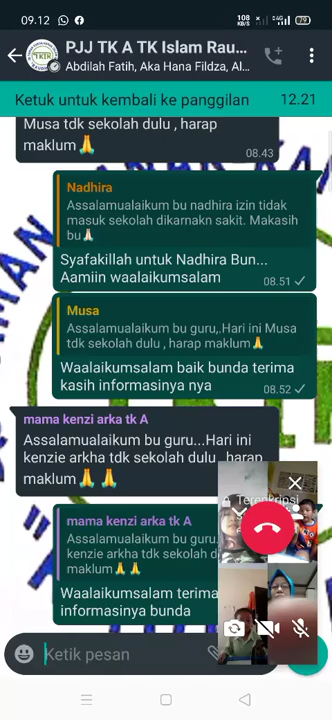 09.12
108 KB/S
4G
79
PJJ TK A TK Islam Rau...
Abdilah Fatih, Aka Hana Fildza, Al...
Ketuk untuk kembali ke panggilan 12.21
Musa tdk sekolah dulu , harap
maklum🙏
08.43
Nadhira
Assalamualaikum bu nadhira izin tidak
masuk sekolah dikarnakn sakit. Makasih
bu🙏🏻
Syafakillah untuk Nadhira Bun...
Aamiin waalaikumsalam
08.51
Musa
Assalamualaikum bu guru,.Hari ini Musa
tdk sekolah dulu , harap maklum🙏
Waalaikumsalam baik bunda terima
kasih informasinya nya
08.52
mama kenzi arka tk A
Assalamualaikum bu guru...Hari ini
kenzie arkha tdk sekolah dulu , harap
maklum🙏🙏
Terenkripsi
mama kenzi arka tk A
Assalamualaikum bu guru.
kenzie arkha tdk sekolah d
maklum🙏🙏
Waalaikumsalam terima
informasinya bunda
Ketik pesan